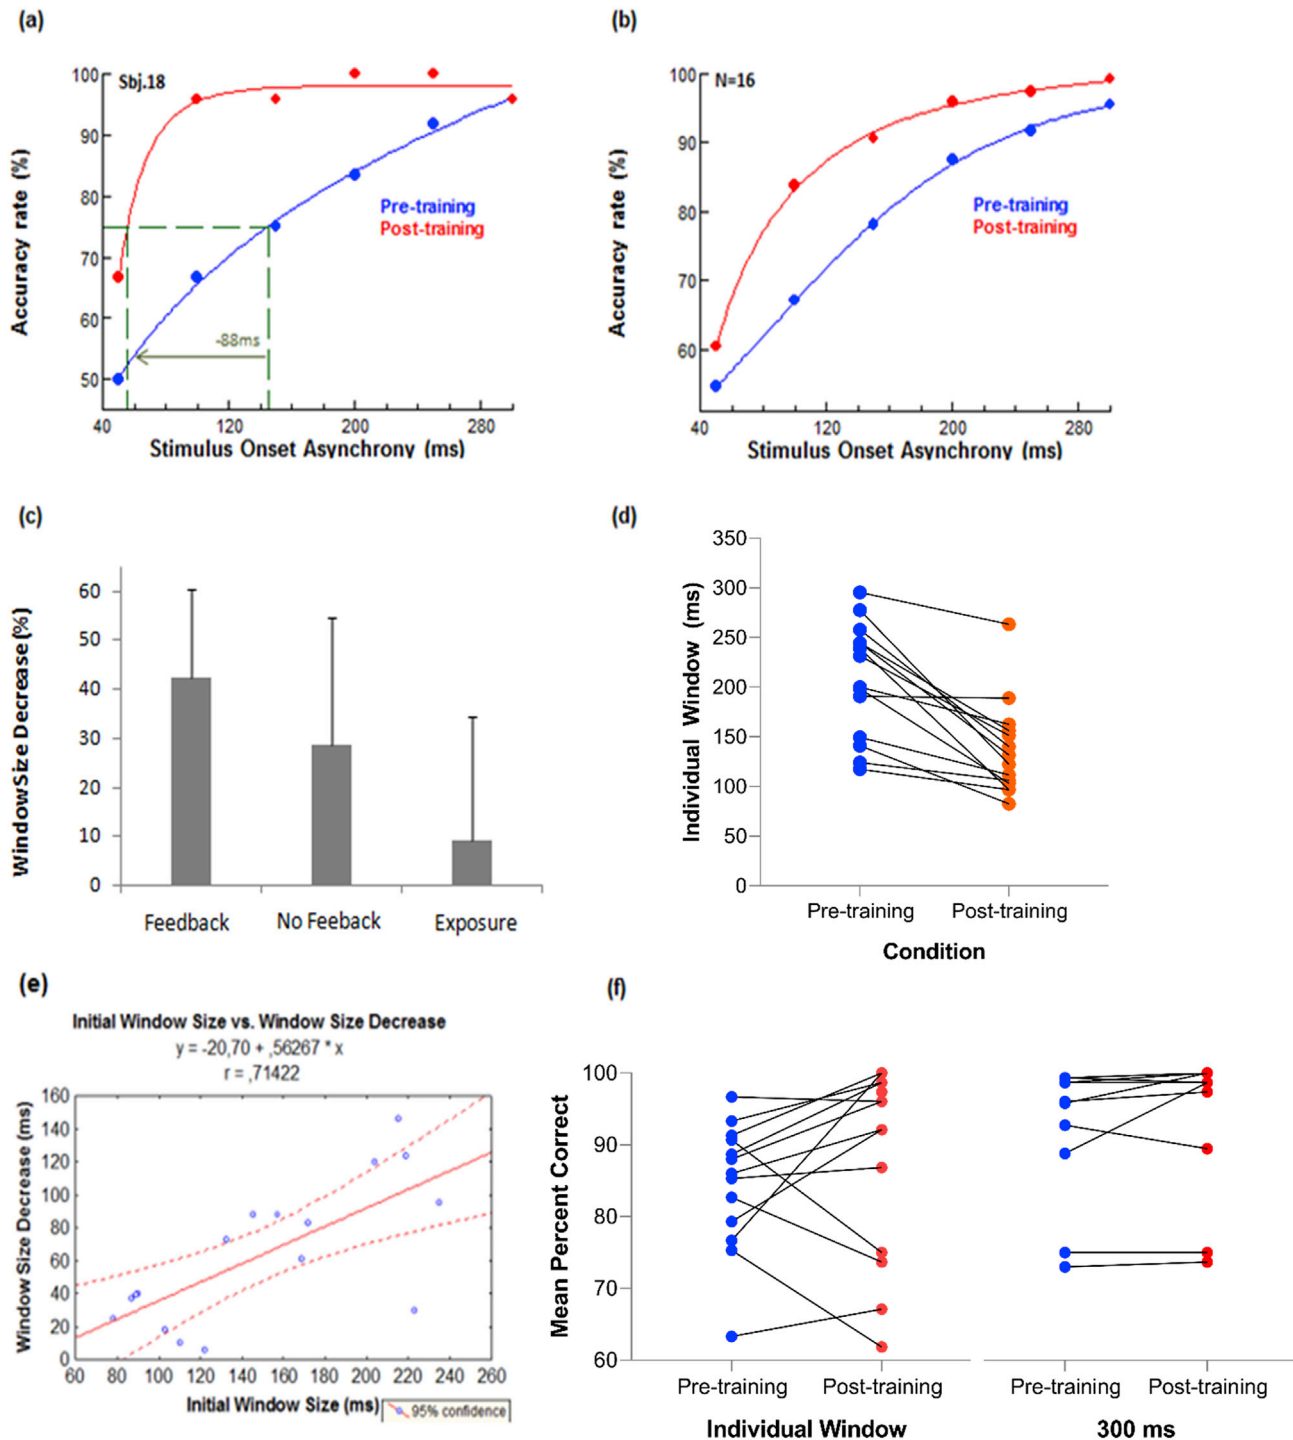 (a)
Sbj.18
100
90
80
70
60
50
Accuracy rate (%)
Pre-training
Post-training
-88ms
40 120 200 280
Stimulus Onset Asynchrony (ms)
(b)
N=16
100
90
80
70
60
Accuracy rate (%)
Pre-training
Post-training
40 120 200 280
Stimulus Onset Asynchrony (ms)
(c)
60
50
40
30
20
10
0
Window Size Decrease (%)
Feedback No Feeback Exposure
(d)
350
300
250
200
150
100
50
0
Individual Window (ms)
Pre-training Post-training
Condition
(e)
Initial Window Size vs. Window Size Decrease
y = -20,70 + ,56267 * x
r = ,71422
160
140
120
100
80
60
40
20
0
Window Size Decrease (ms)
60 80 100 120 140 160 180 200 220 240 260
Initial Window Size (ms)
95% confidence
(f)
100
90
80
70
60
Mean Percent Correct
Pre-training Post-training Pre-training Post-training
Individual Window 300 ms